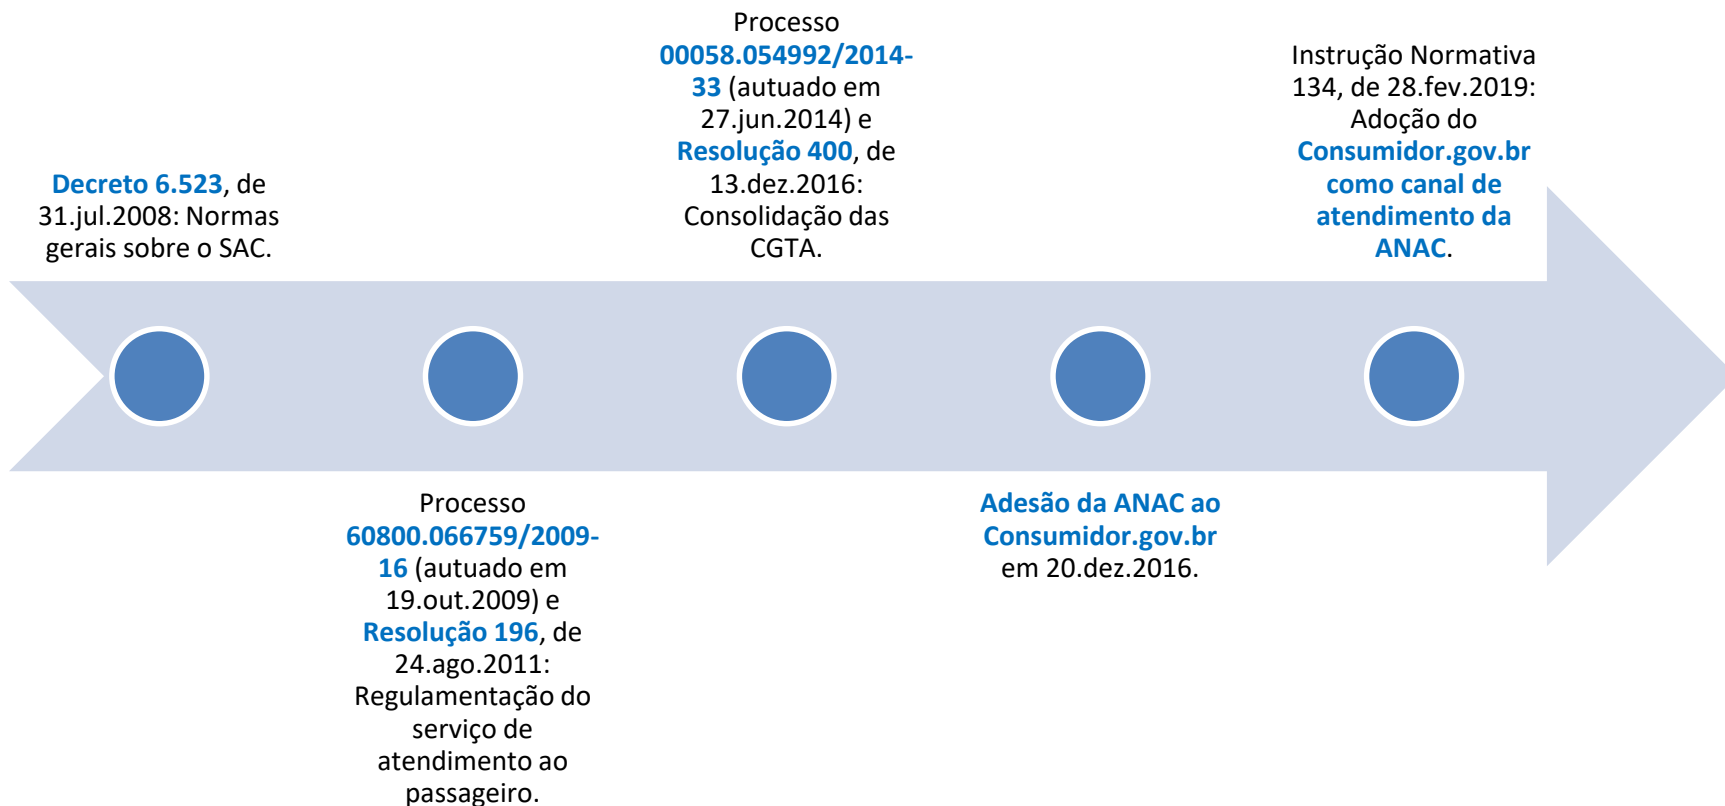 Decreto 6.523, de
31.jul.2008: Normas
gerais sobre o SAC.
Processo
60800.066759/2009-
16 (autuado em
19.out.2009) e
Resolução 196, de
24.ago.2011:
Regulamentação do
serviço de
atendimento ao
passageiro.
Processo
00058.054992/2014-
33 (autuado em
27.jun.2014) e
Resolução 400, de
13.dez.2016:
Consolidação das
CGTA.
Adesão da ANAC ao
Consumidor.gov.br
em 20.dez.2016.
Instrução Normativa
134, de 28.fev.2019:
Adoção do
Consumidor.gov.br
como canal de
atendimento da
ANAC.